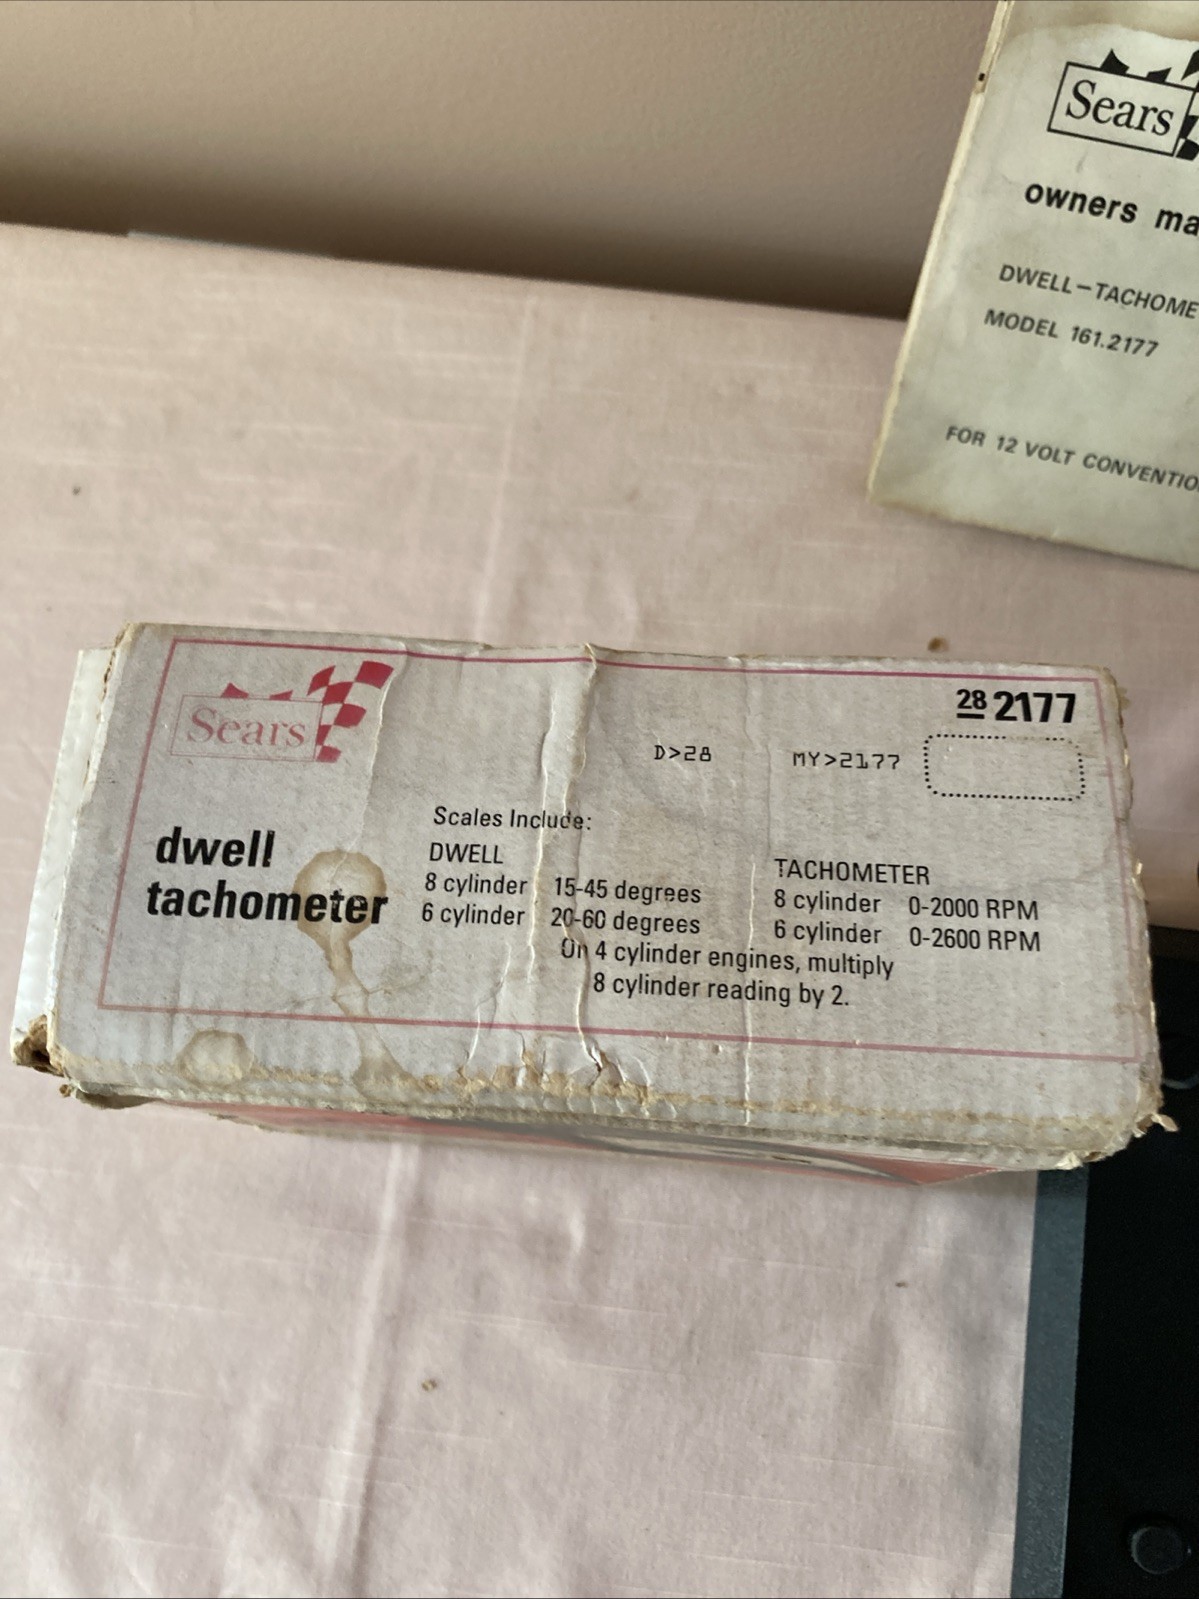 Sears
owners
DWELL-TACHOME
MODEL 161.2177
FOR 12 VOLT CONVENTIO
Sears
28 2177
D>28 MY>2177
dwell
tachometer
Scales Include:
DWELL
8 cylinder 15-45 degrees
6 cylinder 20-60 degrees
TACHOMETER
8 cylinder 0-2000 RPM
6 cylinder 0-2600 RPM
On 4 cylinder engines, multiply
8 cylinder reading by 2.